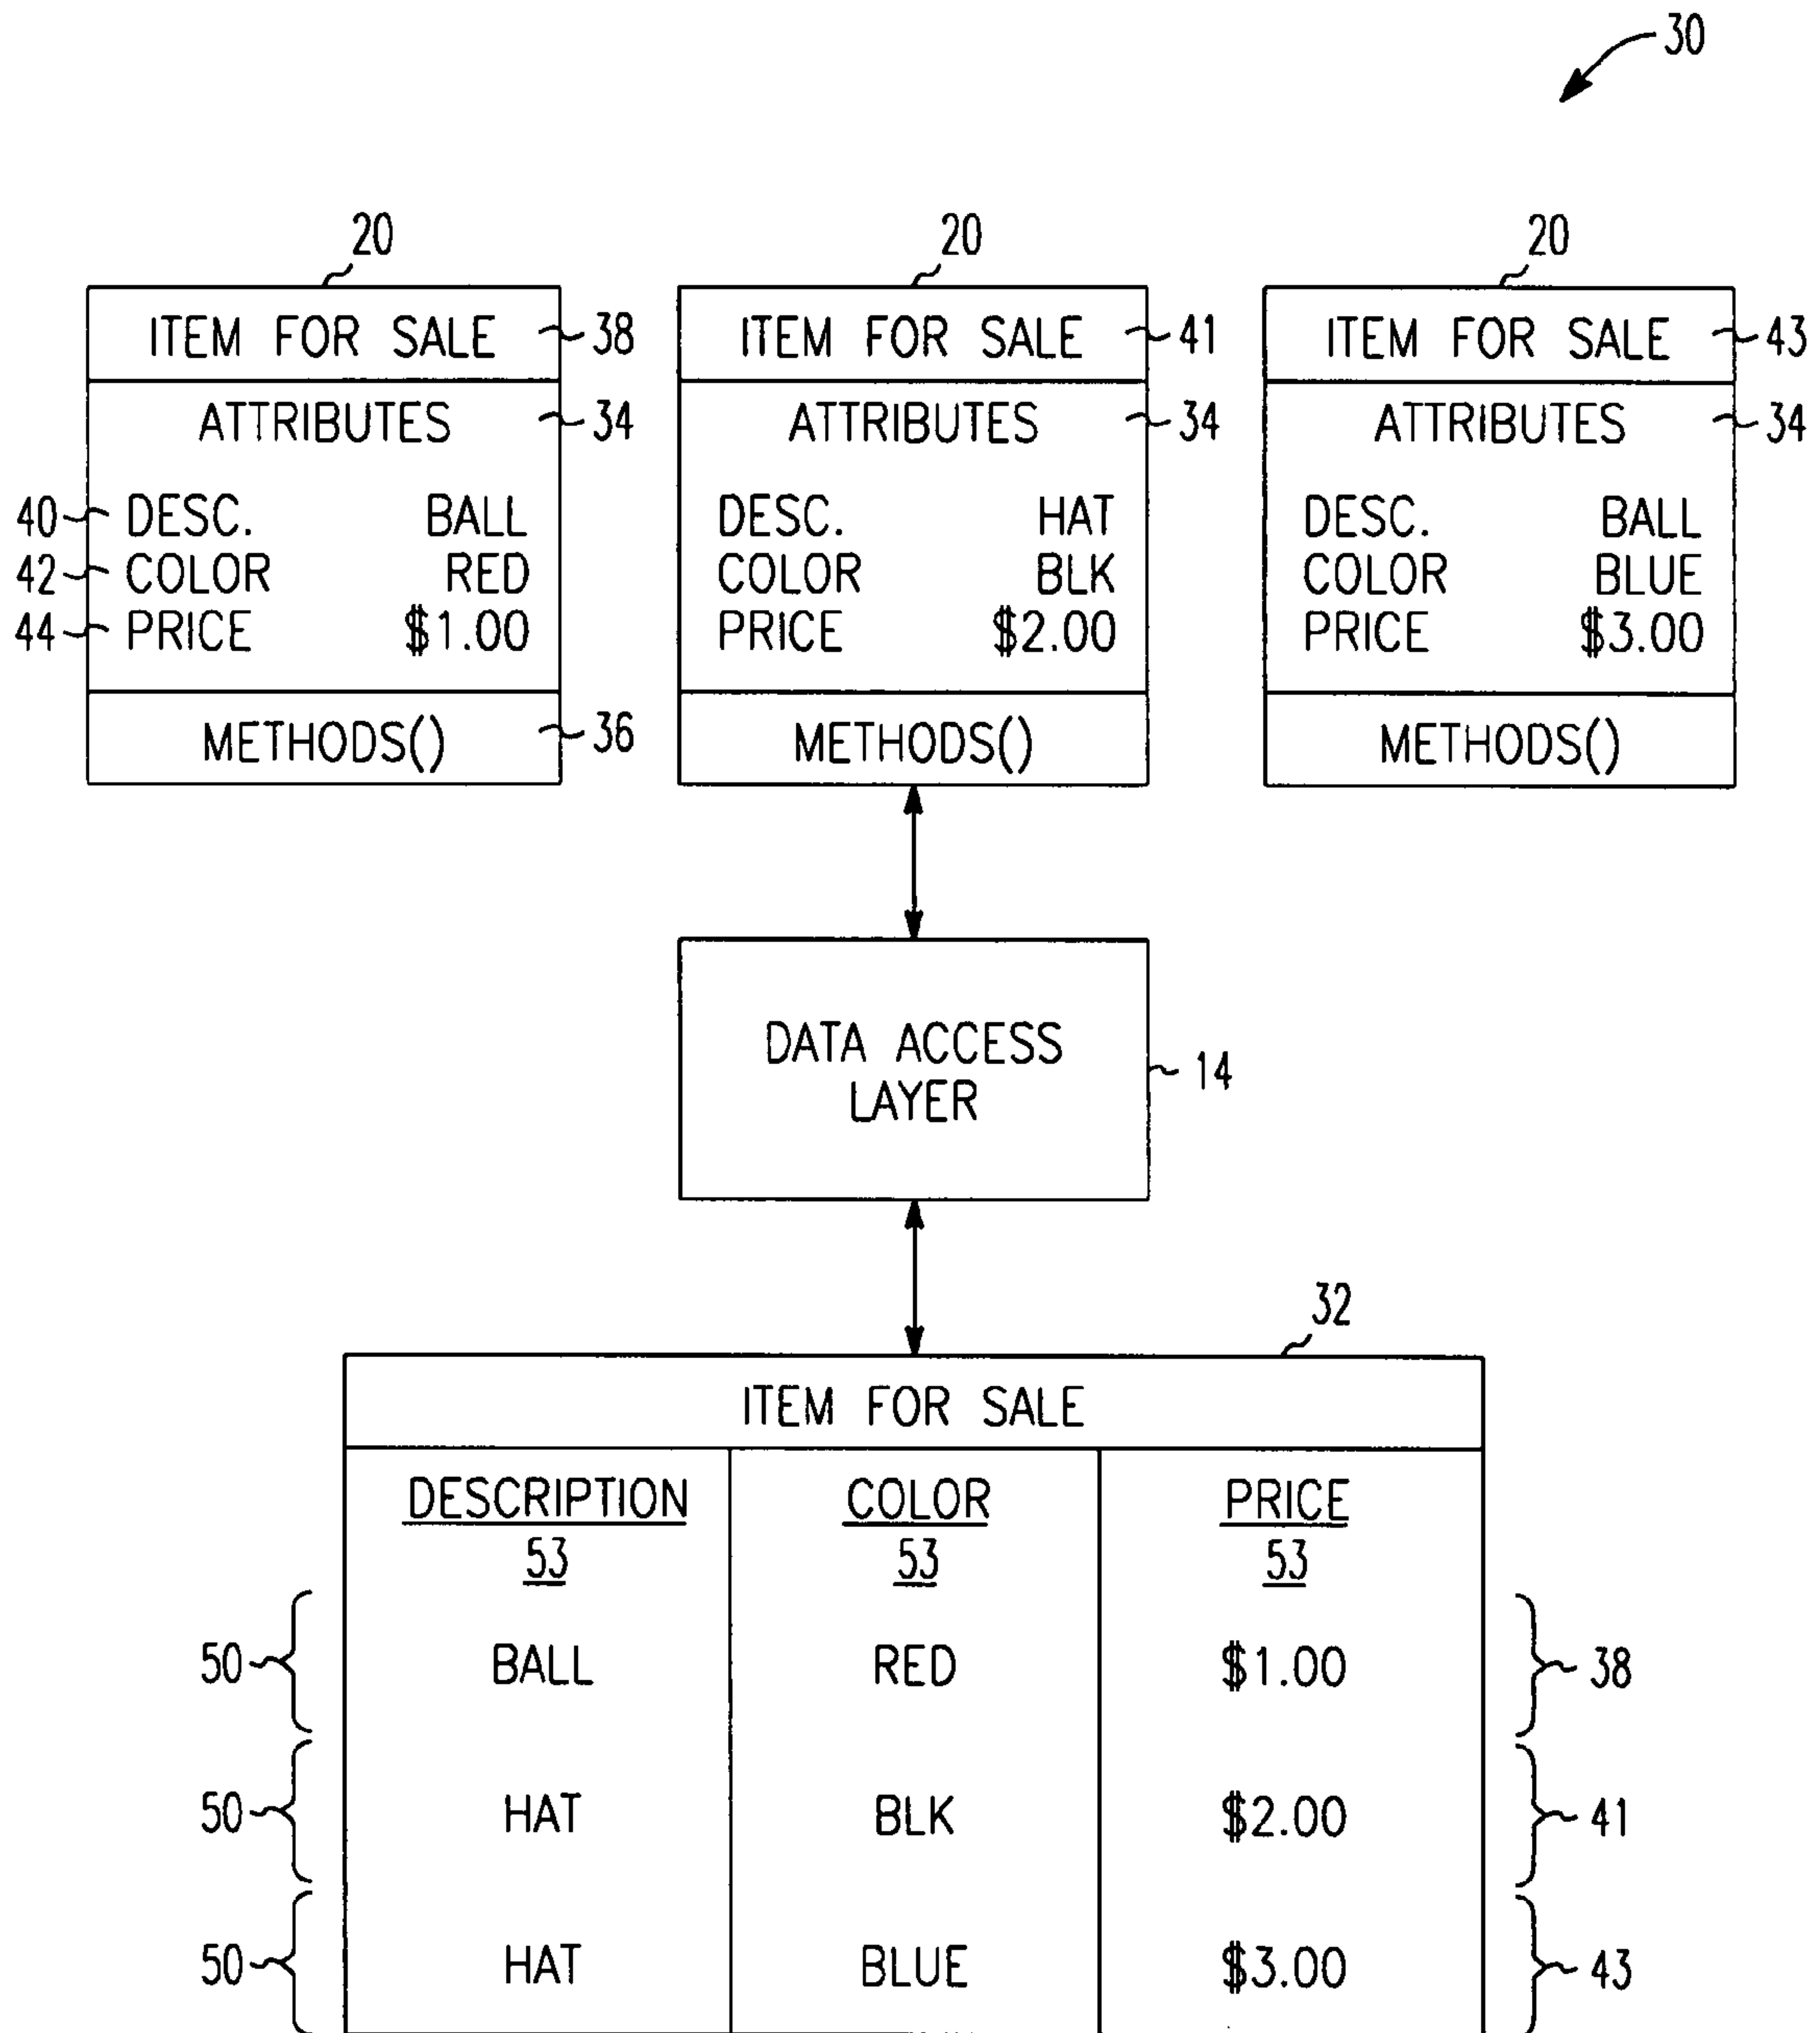 30
20 20 20
ITEM FOR SALE 38 ITEM FOR SALE 41 ITEM FOR SALE 43
ATTRIBUTES 34 ATTRIBUTES 34 ATTRIBUTES 34
40 DESC. BALL DESC. HAT DESC. BALL
42 COLOR RED COLOR BLK COLOR BLUE
44 PRICE $1.00 PRICE $2.00 PRICE $3.00
METHODS() 36 METHODS() METHODS()
DATA ACCESS
LAYER
14
32
ITEM FOR SALE
DESCRIPTION COLOR PRICE
53 53 53
50 BALL RED $1.00 38
50 HAT BLK $2.00 41
50 HAT BLUE $3.00 43